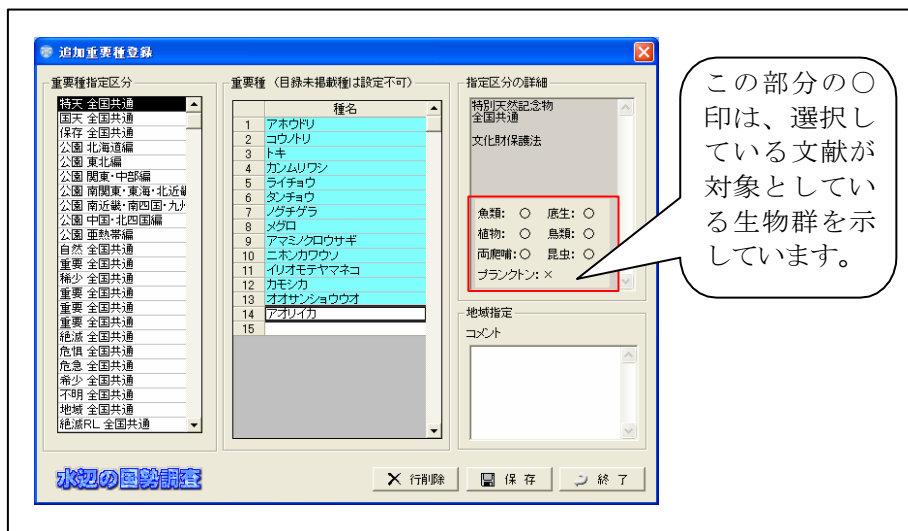 追加重要種登録
重要種指定区分
特天 全国共通
国天 全国共通
保存 全国共通
公園 北海道編
公園 東北編
公園 関東・中部編
公園 南関東・東海・北近
公園 南近畿・南四国・九
公園 中国・北四国編
公園 亜熱帯編
自然 全国共通
重要 全国共通
稀少 全国共通
重要 全国共通
重要 全国共通
重要 全国共通
絶滅 全国共通
危惧 全国共通
危急 全国共通
希少 全国共通
不明 全国共通
地域 全国共通
絶滅RL 全国共通
重要種（目録未掲載種は設定不可）
種名
1 アホウドリ
2 コウノトリ
3 トキ
4 カンムリワシ
5 ライチョウ
6 タンチョウ
7 ノグチゲラ
8 メグロ
9 アマミノクロウサギ
10 ニホンカワウソ
11 イリオモテヤマネコ
12 カモシカ
13 オオサンショウウオ
14 アオリイカ
15
指定区分の詳細
特別天然記念物
全国共通
文化財保護法
魚類： ○ 底生： ○
植物： ○ 鳥類： ○
両爬哺：○ 昆虫： ○
プランクトン：×
地域指定
コメント
水辺の国勢調査
行削除
保 存
終 了
この部分の○
印は、選択し
ている文献が
対象としてい
る生物群を示
しています。